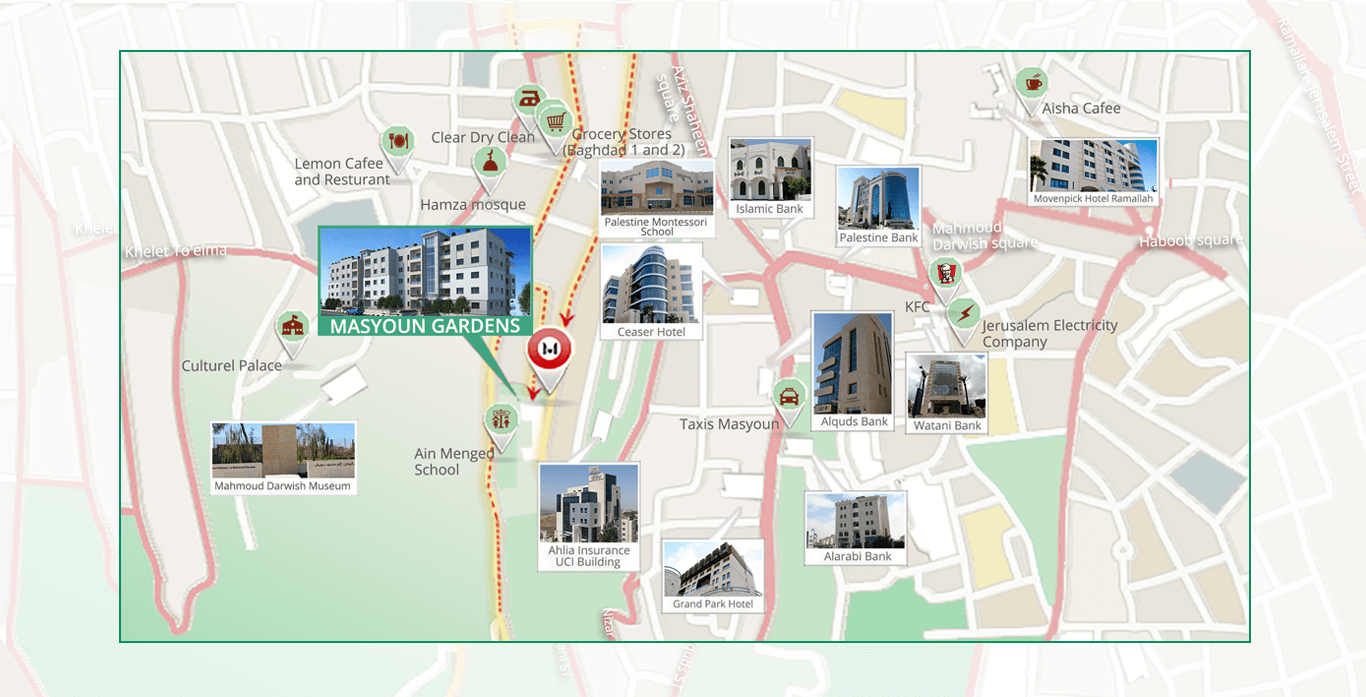 Ramallah Jerusalem Street
Aziz Shaheen
square
Aisha Cafee
Clear Dry Clean
Grocery Stores
(Baghdad 1 and 2)
Lemon Cafee
and Resturant
Hamza mosque
Palestine Montessori
School
Islamic Bank
Palestine Bank
Movenpick Hotel Ramallah
Khelet
Khelet To'eima
Mahmoud
Darwish square
Haboob square
MASYOUN GARDENS
Ceaser Hotel
KFC
Jerusalem Electricity
Company
Culturel Palace
Taxis Masyoun
Alquds Bank
Watani Bank
Ain Menged
School
Mahmoud Darwish Museum
Ahlia Insurance
UCI Building
Alarabi Bank
Grand Park Hotel
Nizar